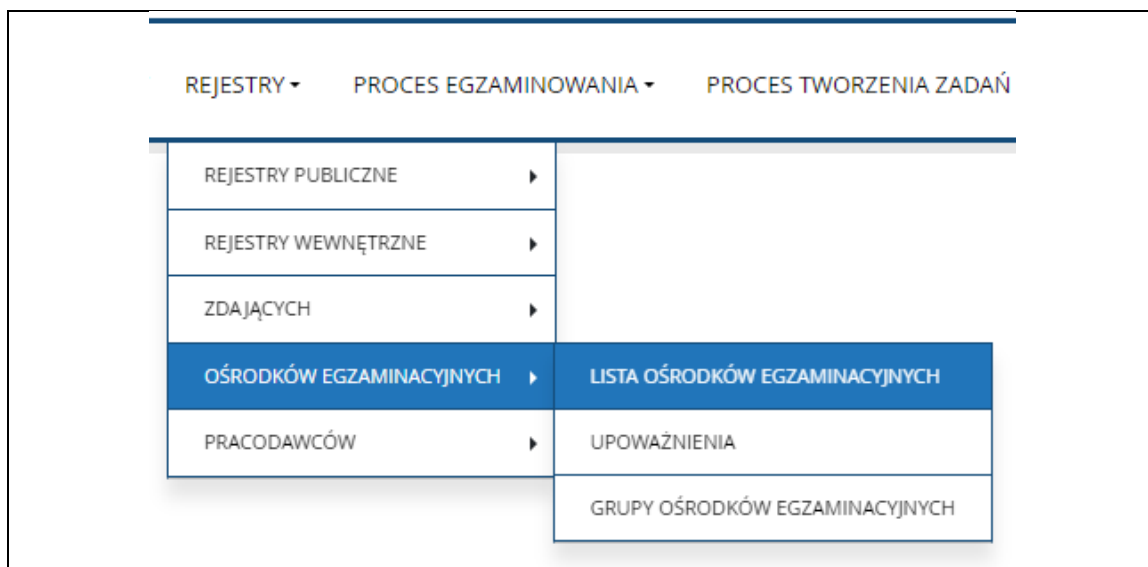 REJESTRY PROCES EGZAMINOWANIA PROCES TWORZENIA ZADAŃ
REJESTRY PUBLICZNE
REJESTRY WEWNĘTRZNE
ZDAJĄCYCH
OŚRODKÓW EGZAMINACYJNYCH LISTA OŚRODKÓW EGZAMINACYJNYCH
PRACODAWCÓW UPOWAŻNIENIA
GRUPY OŚRODKÓW EGZAMINACYJNYCH